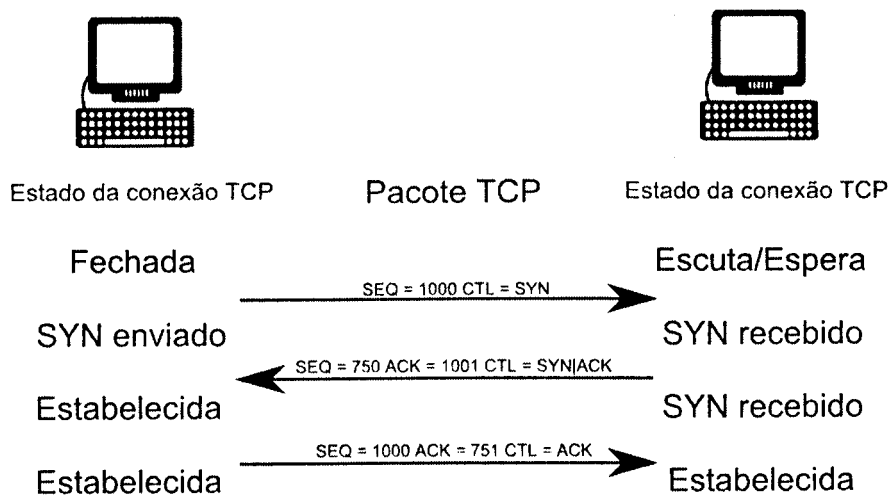 Estado da conexão TCP
Pacote TCP
Estado da conexão TCP
Fechada
Escuta/Espera
SEQ = 1000 CTL = SYN
SYN enviado
SYN recebido
SEQ = 750 ACK = 1001 CTL = SYN|ACK
Estabelecida
SYN recebido
SEQ = 1000 ACK = 751 CTL = ACK
Estabelecida
Estabelecida